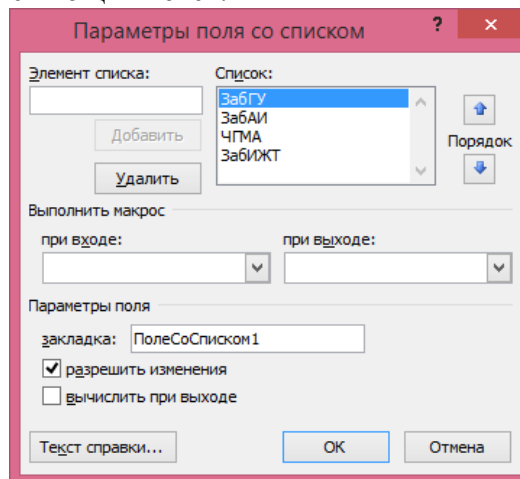 Параметры поля со списком ? ×
Элемент списка: Список:
ЗабГУ
ЗабАИ
ЧГМА
ЗабИЖТ
Добавить
Удалить
Порядок
Выполнить макрос
при входе: при выходе:
Параметры поля
закладка: ПолеСоСписком1
разрешить изменения
вычислить при выходе
Текст справки... ОК Отмена